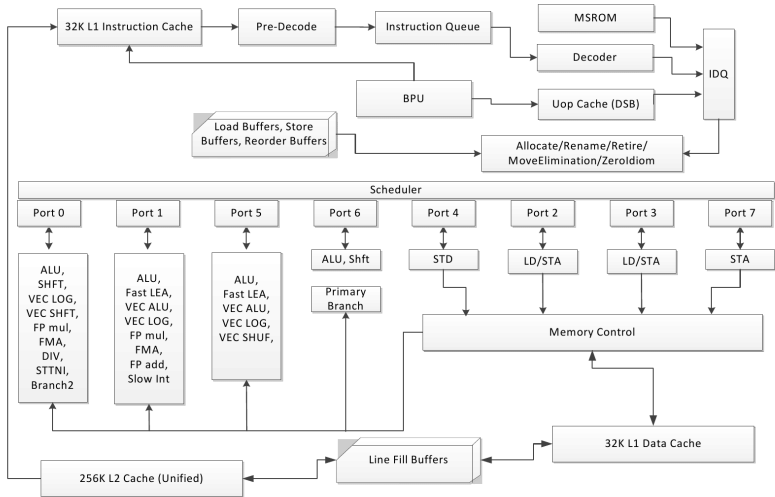 32K L1 Instruction Cache
Pre-Decode
Instruction Queue
MSROM
Decoder
IDQ
BPU
Uop Cache (DSB)
Load Buffers, Store
Buffers, Reorder Buffers
Allocate/Rename/Retire/
MoveElimination/ZeroIdiom
Scheduler
Port 0
Port 1
Port 5
Port 6
Port 4
Port 2
Port 3
Port 7
ALU,
SHFT,
VEC LOG,
VEC SHFT,
FP mul,
FMA,
DIV,
STTNI,
Branch2
ALU,
Fast LEA,
VEC ALU,
VEC LOG,
FP mul,
FMA,
FP add,
Slow Int
ALU,
Fast LEA,
VEC ALU,
VEC LOG,
VEC SHUF,
ALU, Shft
Primary
Branch
STD
LD/STA
LD/STA
STA
Memory Control
32K L1 Data Cache
Line Fill Buffers
256K L2 Cache (Unified)